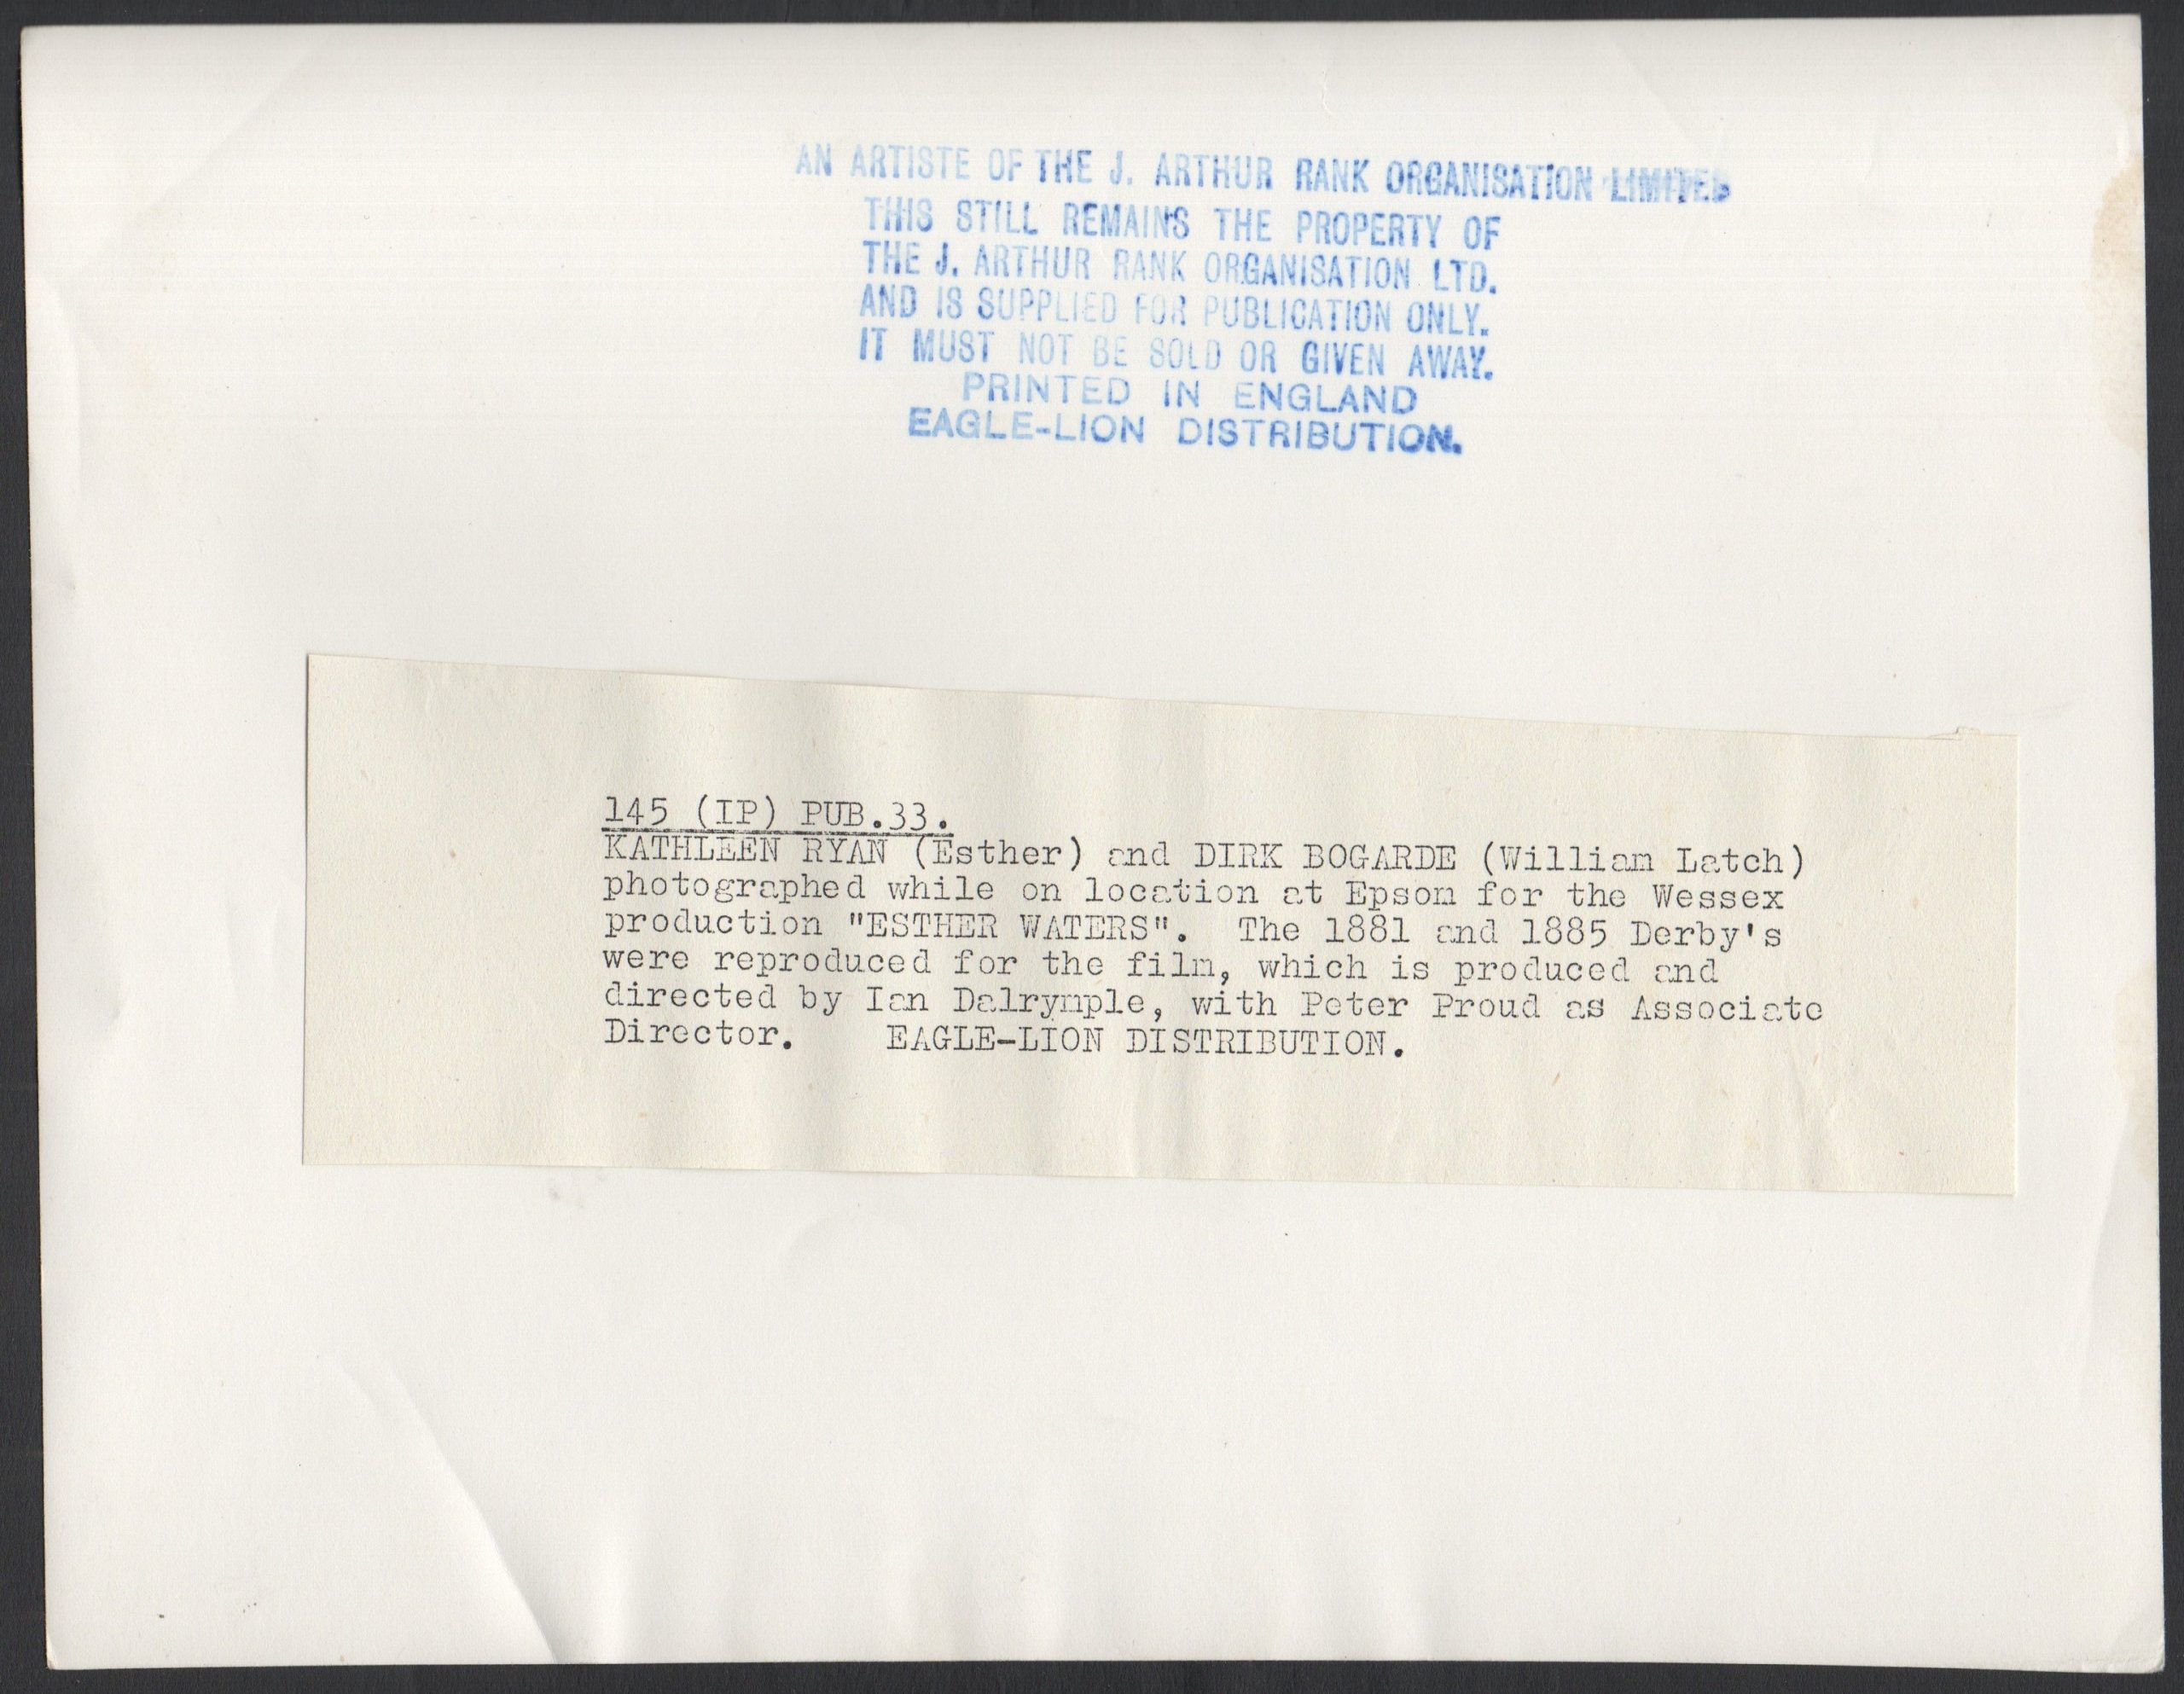 AN ARTISTE OF THE J. ARTHUR RANK ORGANISATION LIMITED
THIS STILL REMAINS THE PROPERTY OF
THE J. ARTHUR RANK ORGANISATION LTD.
AND IS SUPPLIED FOR PUBLICATION ONLY.
IT MUST NOT BE SOLD OR GIVEN AWAY.
PRINTED IN ENGLAND
EAGLE-LION DISTRIBUTION.
145 (IP) PUB.33.
KATHLEEN RYAN (Esther) and DIRK BOGARDE (William Latch)
photographed while on location at Epsom for the Wessex
production "ESTHER WATERS". The 1881 and 1885 Derby's
were reproduced for the film, which is produced and
directed by Ian Dalrymple, with Peter Proud as Associate
Director. EAGLE-LION DISTRIBUTION.